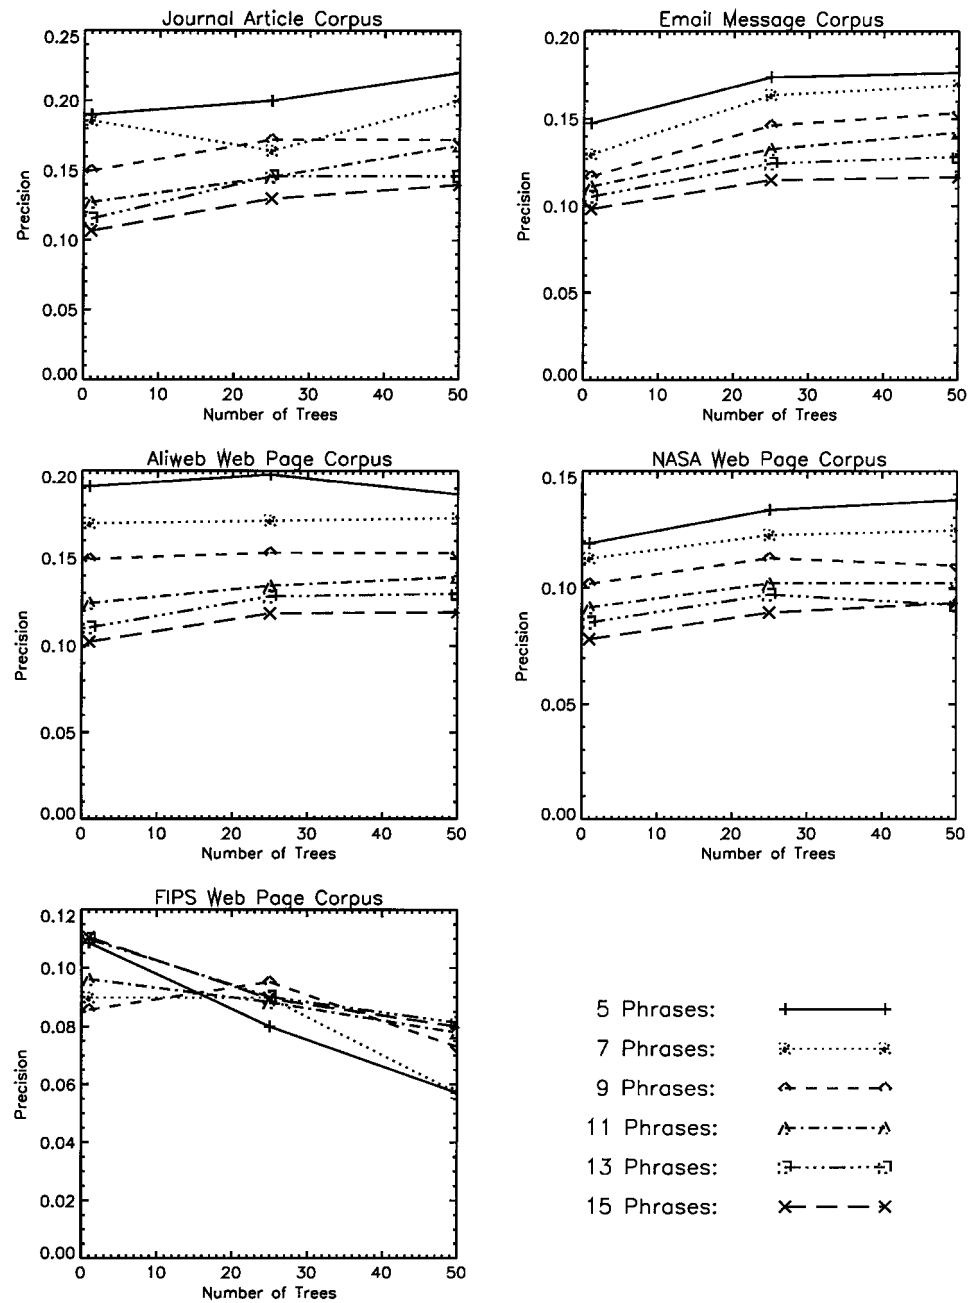 Journal Article Corpus
0.25
0.20
0.15
0.10
0.05
0.00
Precision
0 10 20 30 40 50
Number of Trees
Email Message Corpus
0.20
0.15
0.10
0.05
0.00
Precision
0 10 20 30 40 50
Number of Trees
Aliweb Web Page Corpus
0.20
0.15
0.10
0.05
0.00
Precision
0 10 20 30 40 50
Number of Trees
NASA Web Page Corpus
0.15
0.10
0.05
0.00
Precision
0 10 20 30 40 50
Number of Trees
FIPS Web Page Corpus
0.12
0.10
0.08
0.06
0.04
0.02
0.00
Precision
0 10 20 30 40 50
Number of Trees
5 Phrases:
7 Phrases:
9 Phrases:
11 Phrases:
13 Phrases:
15 Phrases: